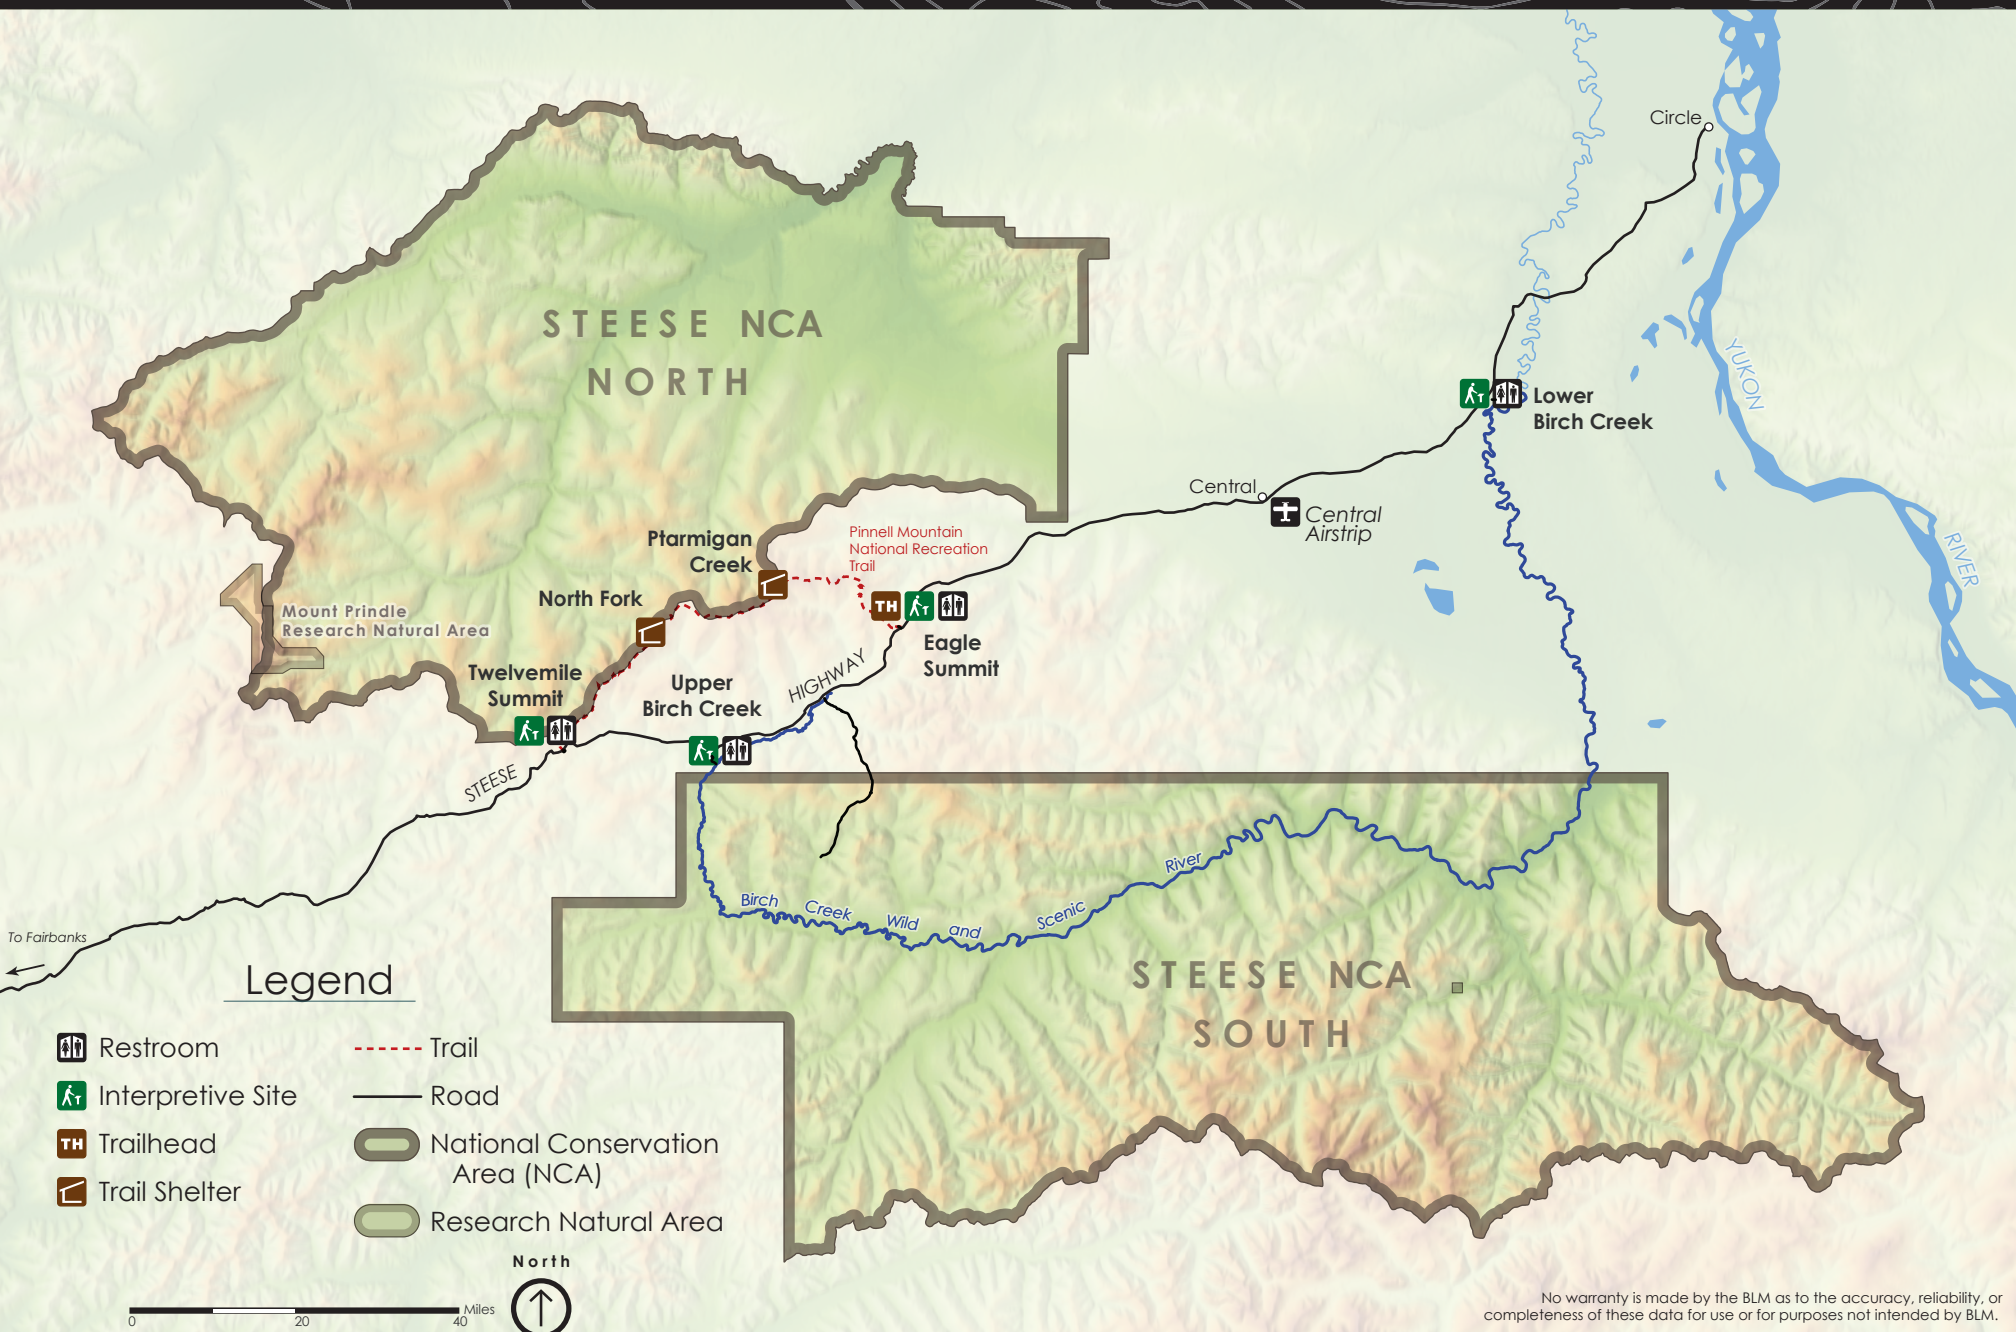 Circle
STEESE NCA
NORTH
YUKON
RIVER
Lower
Birch Creek
Central
Central
Airstrip
Ptarmigan
Creek
Pinnell Mountain
National Recreation
Trail
North Fork
TH
Mount Prindle
Research Natural Area
Eagle
Summit
Twelvemile
Summit
Upper
Birch Creek
HIGHWAY
STEESE
Birch Creek Wild and Scenic River
To Fairbanks
STEESE NCA
SOUTH
Legend
Restroom
Interpretive Site
TH Trailhead
Trail Shelter
Trail
Road
National Conservation
Area (NCA)
Research Natural Area
North
Miles
0 20 40
No warranty is made by the BLM as to the accuracy, reliability, or
completeness of these data for use or for purposes not intended by BLM.